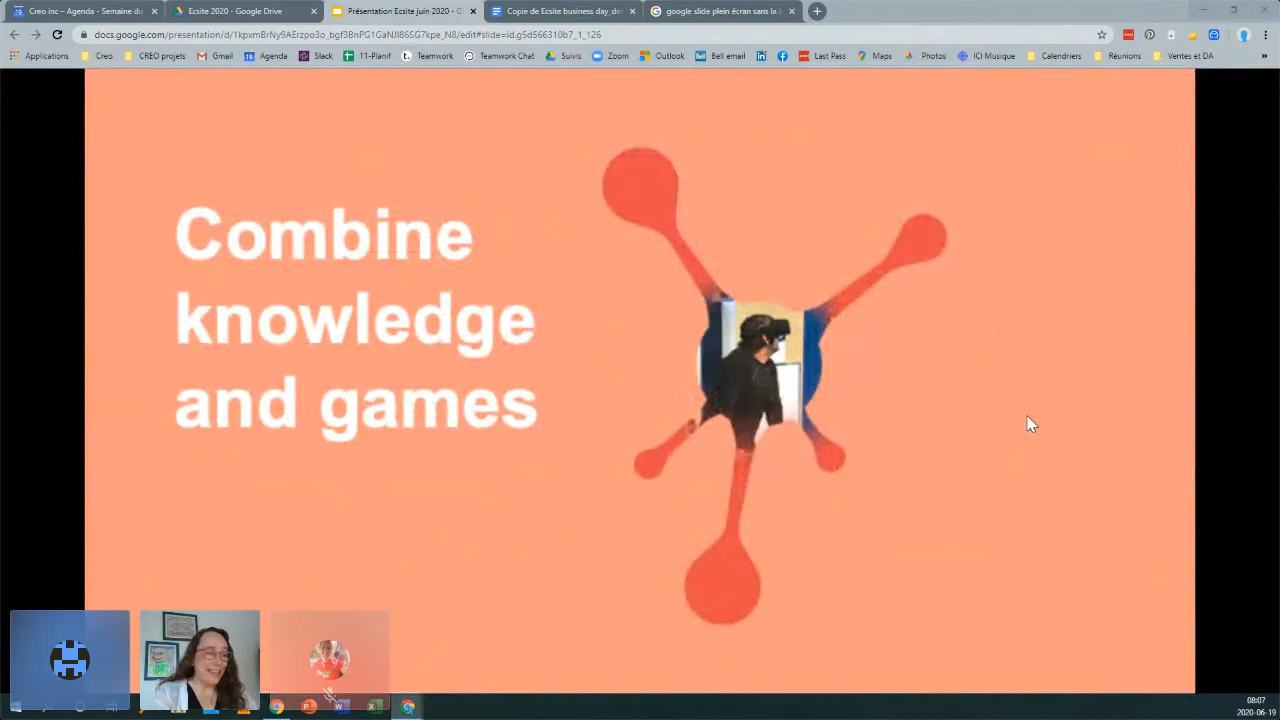 Creo inc – Agenda - Semaine du
Ecsite 2020 - Google Drive
Présentation Ecsite juin 2020 - G
Copie de Ecsite business day_de
google slide plein écran sans la
docs.google.com/presentation/d/1kpxmBrNy9AErzpo3o_bgf3BnPG1GaNJI86SG7kpe_N8/edit#slide=id.g5d566310b7_1_126
Applications
Creo
CREO projets
Gmail
Agenda
Slack
11-Planif
Teamwork
Teamwork Chat
Suivis
Zoom
Outlook
Bell email
Last Pass
Maps
Photos
ICI Musique
Calendriers
Réunions
Ventes et DA
Combine
knowledge
and games
08:07
2020-06-19